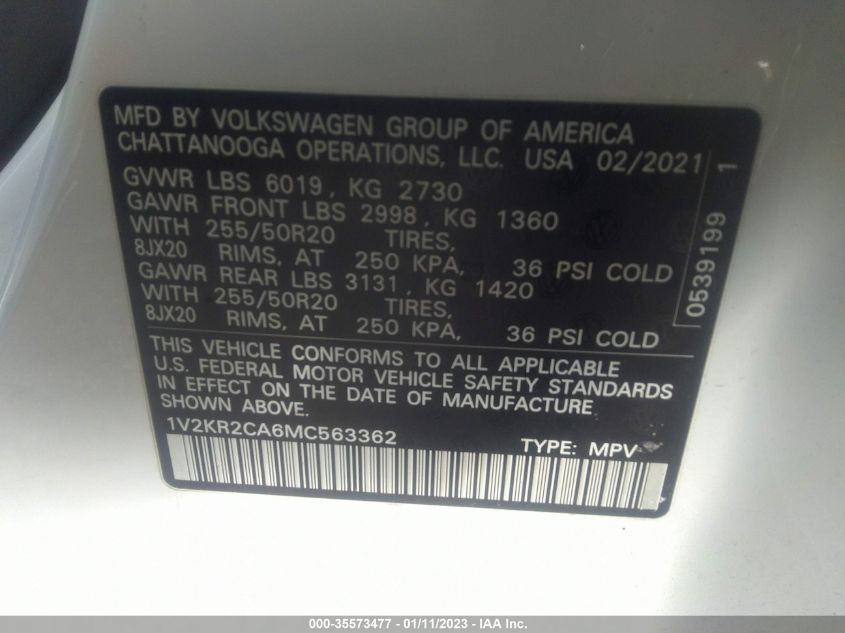 MFD BY VOLKSWAGEN GROUP OF AMERICA
CHATTANOOGA OPERATIONS, LLC. USA 02/2021
GVWR LBS 6019, KG 2730
GAWR FRONT LBS 2998, KG 1360
WITH 255/50R20 TIRES,
8JX20 RIMS, AT 250 KPA, 36 PSI COLD
GAWR REAR LBS 3131, KG 1420
WITH 255/50R20 TIRES,
8JX20 RIMS, AT 250 KPA, 36 PSI COLD
0539199 1
THIS VEHICLE CONFORMS TO ALL APPLICABLE
U.S. FEDERAL MOTOR VEHICLE SAFETY STANDARDS
IN EFFECT ON THE DATE OF MANUFACTURE
SHOWN ABOVE.
1V2KR2CA6MC563362 TYPE: MPV
000-35573477 - 01/11/2023 - IAA Inc.